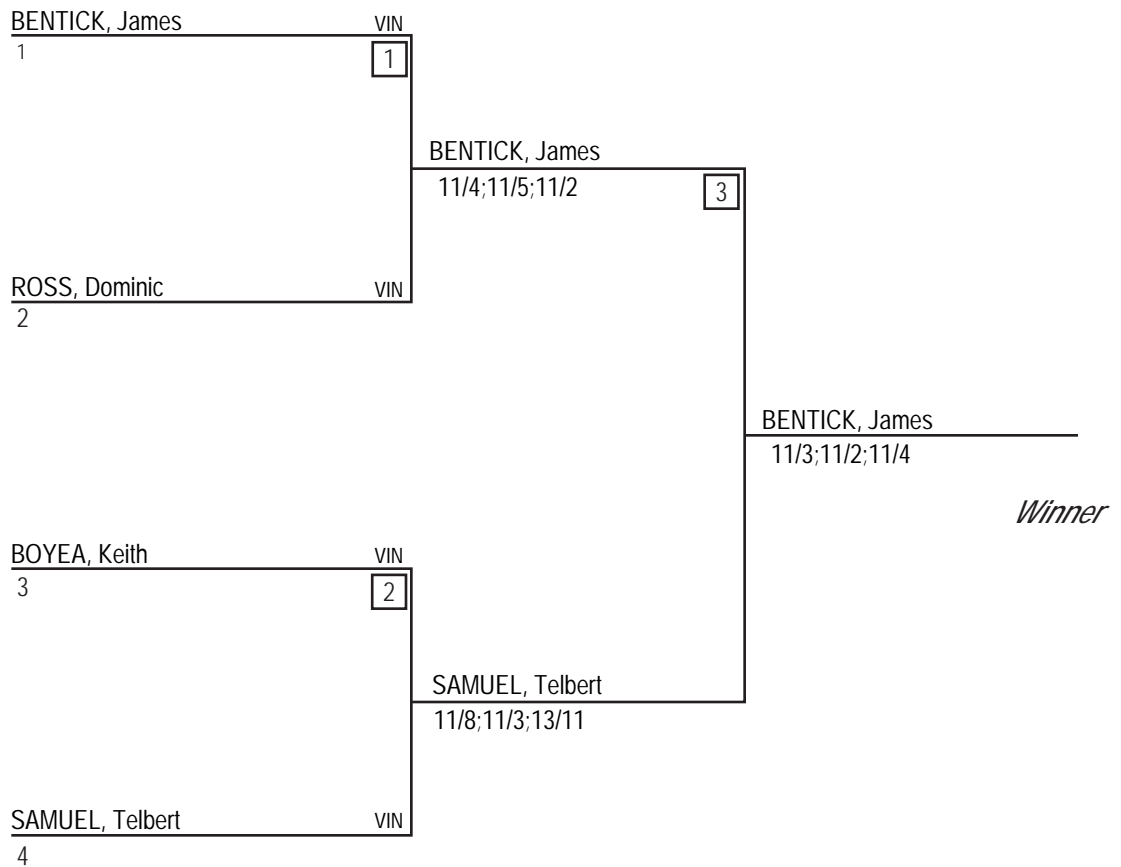 BENTICK, James VIN
1
1
BENTICK, James
11/4;11/5;11/2
3
ROSS, Dominic VIN
2
BENTICK, James
11/3;11/2;11/4
Winner
BOYEA, Keith VIN
3
2
SAMUEL, Telbert
11/8;11/3;13/11
SAMUEL, Telbert VIN
4